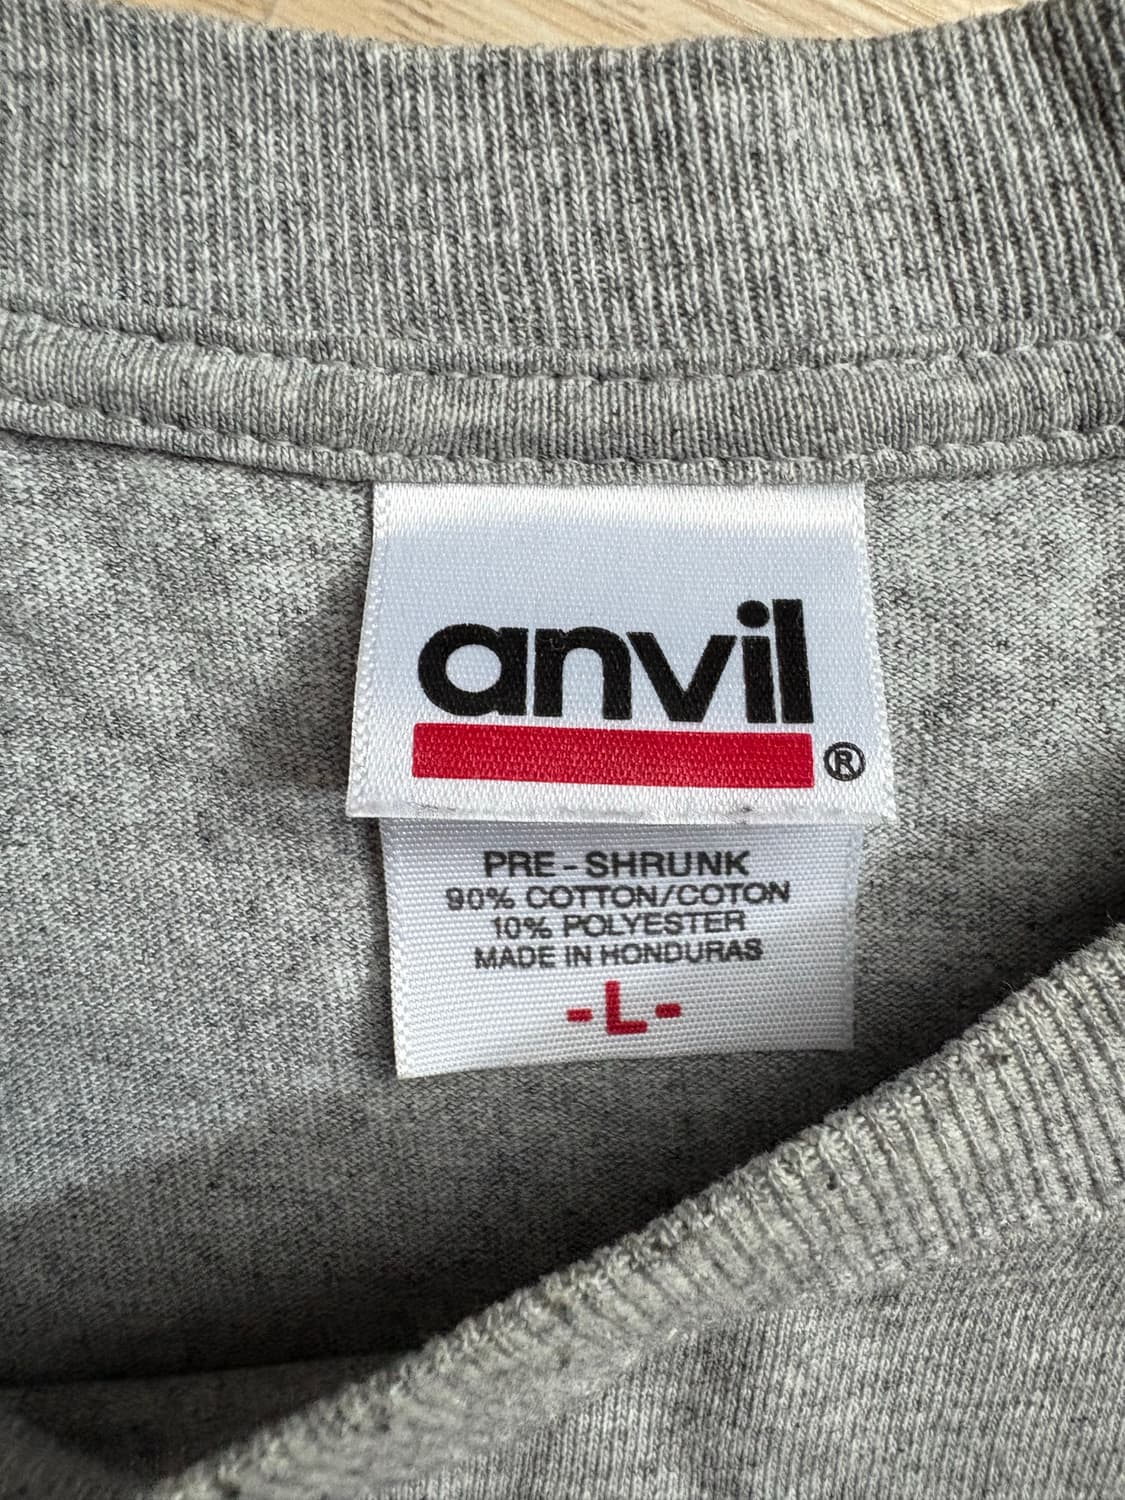 anvil
®
PRE-SHRUNK
90% COTTON/COTON
10% POLYESTER
MADE IN HONDURAS
-L-